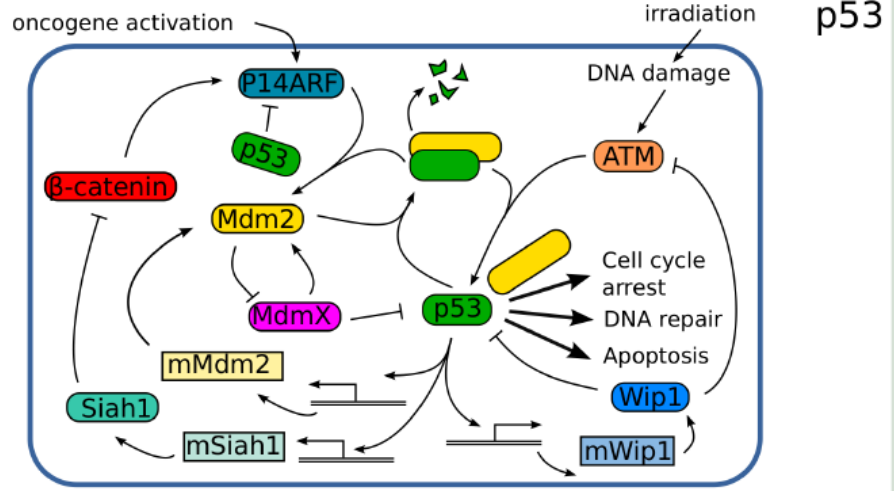 oncogene activation
irradiation
p53
DNA damage
P14ARF
p53
ATM
β-catenin
Mdm2
Cell cycle
arrest
MdmX
p53
DNA repair
Apoptosis
mMdm2
Siah1
Wip1
mSiah1
mWip1